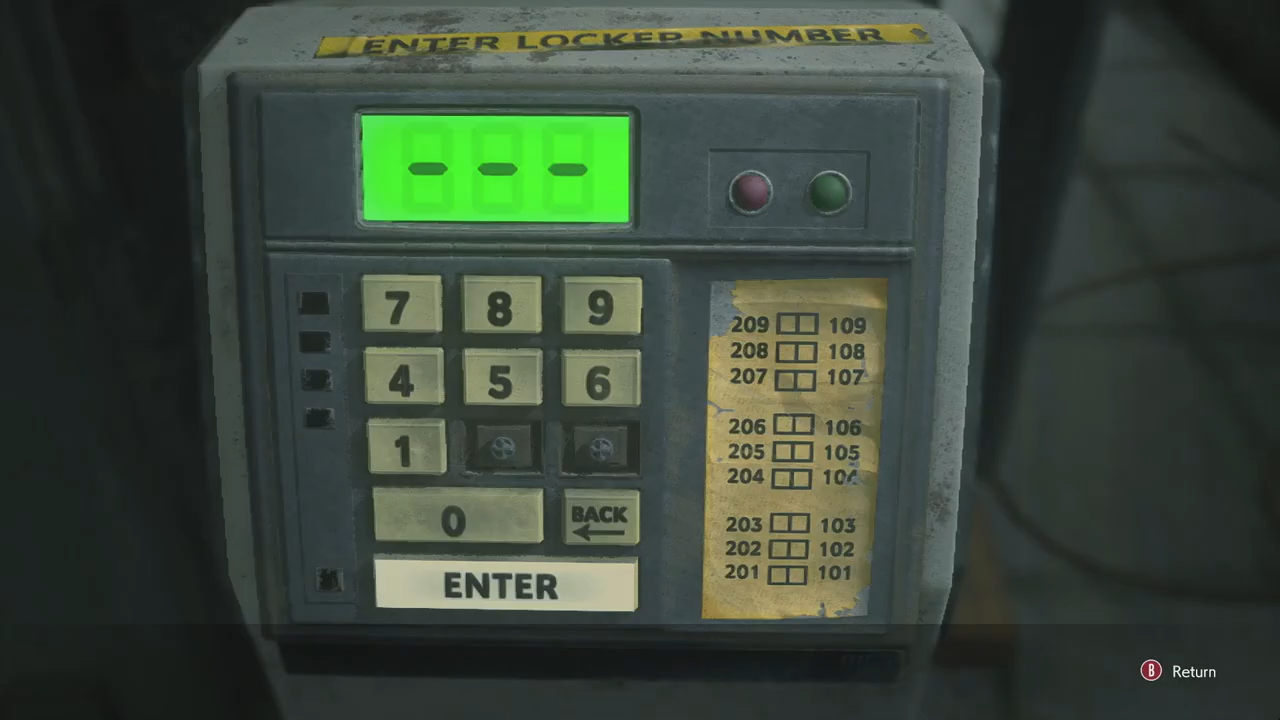 ENTER LOCKER NUMBER
- - -
7 8 9
4 5 6
1
0 BACK
ENTER
209 109
208 108
207 107
206 106
205 105
204 104
203 103
202 102
201 101
B Return